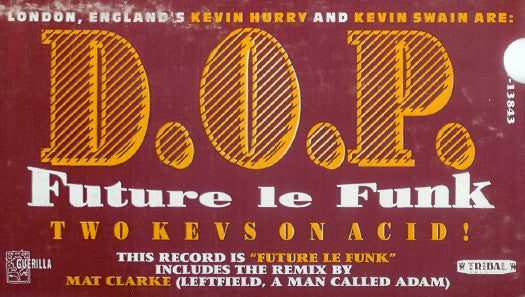 LONDON, ENGLAND'S KEVIN HURRY AND KEVIN SWAIN ARE:
D.O.P.
Future le Funk
TWO KEVS ON ACID!
THIS RECORD IS "FUTURE LE FUNK"
INCLUDES THE REMIX BY
MAT CLARKE (LEFTFIELD, A MAN CALLED ADAM)
GUERILLA
TRIBAL
-13843